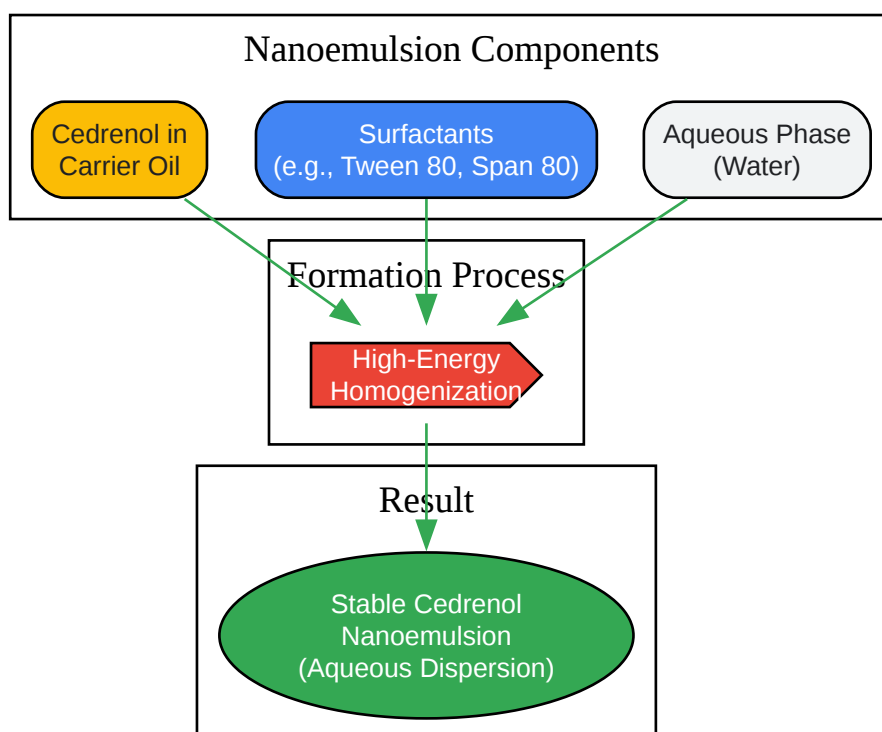 Nanoemulsion Components
Cedrenol in
Carrier Oil
Surfactants
(e.g., Tween 80, Span 80)
Aqueous Phase
(Water)
Formation Process
High-Energy
Homogenization
Result
Stable Cedrenol
Nanoemulsion
(Aqueous Dispersion)